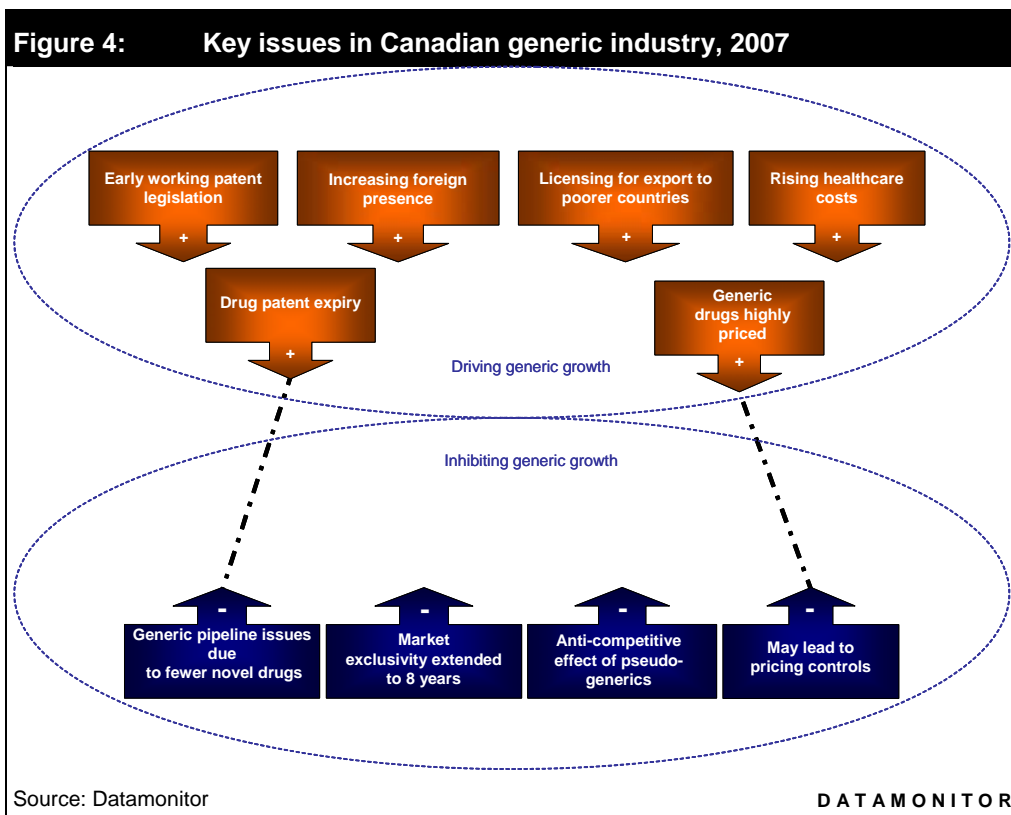 Figure 4: Key issues in Canadian generic industry, 2007
Early working patent
legislation
+
Increasing foreign
presence
+
Licensing for export to
poorer countries
+
Rising healthcare
costs
+
Drug patent expiry
+
Generic
drugs highly
priced
+
Driving generic growth
Inhibiting generic growth
-
Generic pipeline issues
due
to fewer novel drugs
-
Market
exclusivity extended
to 8 years
-
Anti-competitive
effect of pseudo-
generics
-
May lead to
pricing controls
Source: Datamonitor
DATAMONITOR